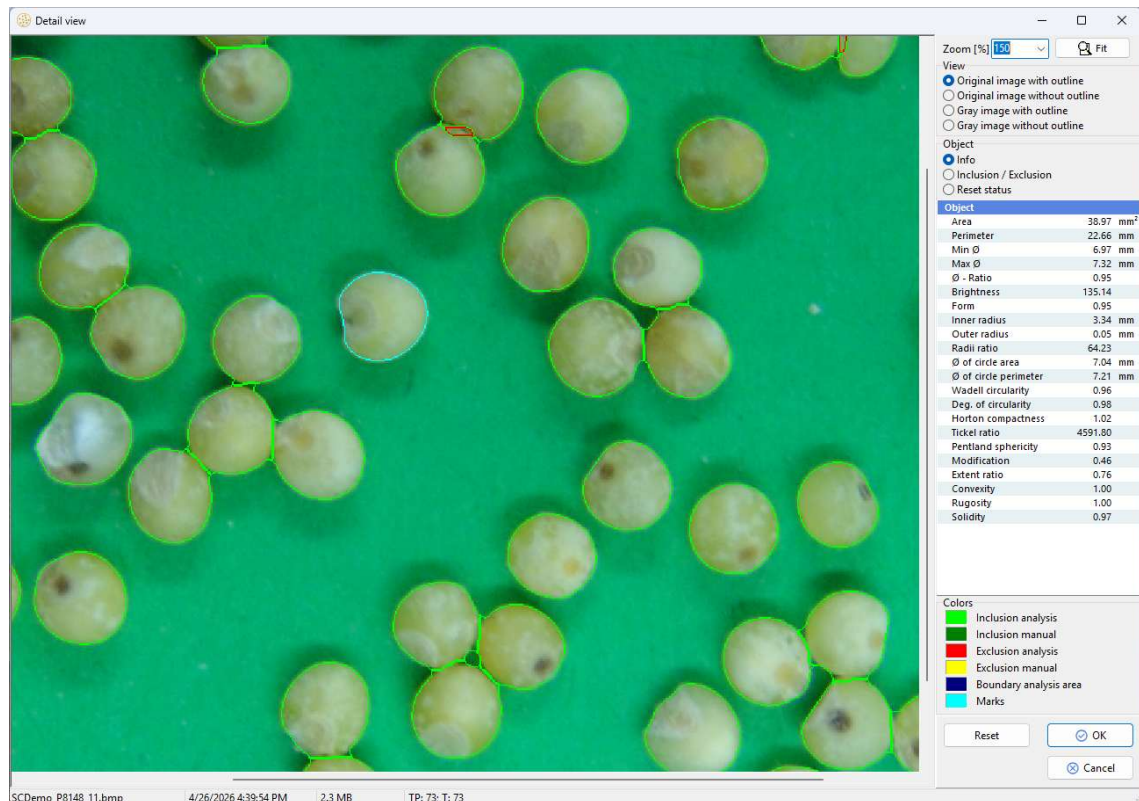 Detail view
Zoom [%] 150 Fit
View
Original image with outline
Original image without outline
Gray image with outline
Gray image without outline
Object
Info
Inclusion / Exclusion
Reset status
Object
Area 38.97 mm²
Perimeter 22.66 mm
Min Ø 6.97 mm
Max Ø 7.32 mm
Ø - Ratio 0.95
Brightness 135.14
Form 0.95
Inner radius 3.34 mm
Outer radius 0.05 mm
Radii ratio 64.23
Ø of circle area 7.04 mm
Ø of circle perimeter 7.21 mm
Wadell circularity 0.96
Deg. of circularity 0.98
Horton compactness 1.02
Tickel ratio 4591.80
Pentland sphericity 0.93
Modification 0.46
Extent ratio 0.76
Convexity 1.00
Rugosity 1.00
Solidity 0.97
Colors
Inclusion analysis
Inclusion manual
Exclusion analysis
Exclusion manual
Boundary analysis area
Marks
Reset OK
Cancel
SCDemo_P8148_11.bmp 4/26/2026 4:39:54 PM 2.3 MB TP: 73; T: 73